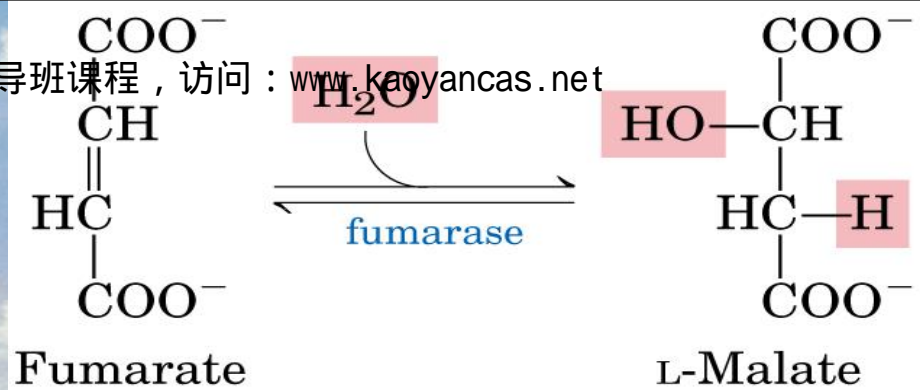 COO⁻ COO⁻
导班课程，访问：www.kaoyancas.net
H₂O
CH HO—CH
HC HC—H
fumarase
COO⁻ COO⁻
Fumarate L-Malate